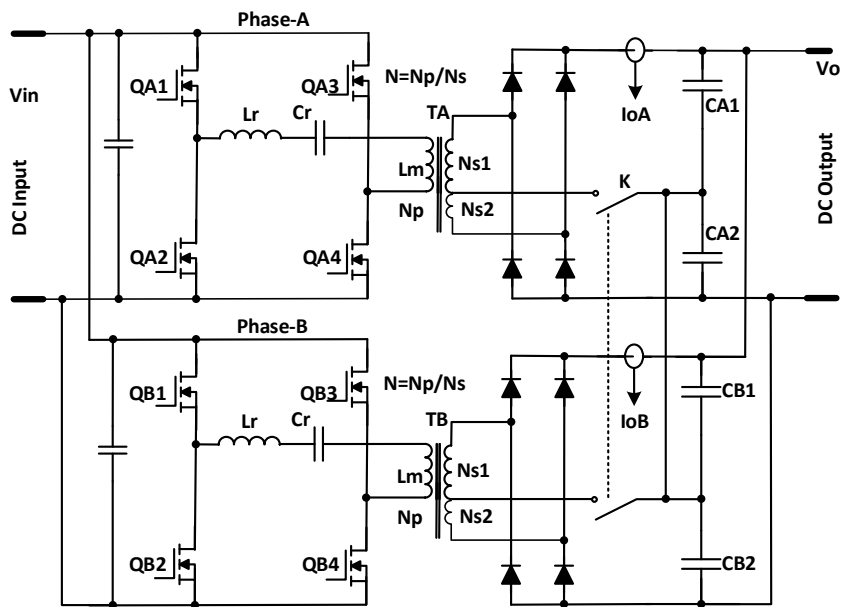 Phase-A
Vin
DC Input
QA1
QA3
N=Np/Ns
Lr
Cr
TA
Lm
Np
Ns1
Ns2
QA2
QA4
IoA
K
CA1
CA2
Vo
DC Output
Phase-B
QB1
QB3
N=Np/Ns
Lr
Cr
TB
Lm
Np
Ns1
Ns2
QB2
QB4
IoB
CB1
CB2